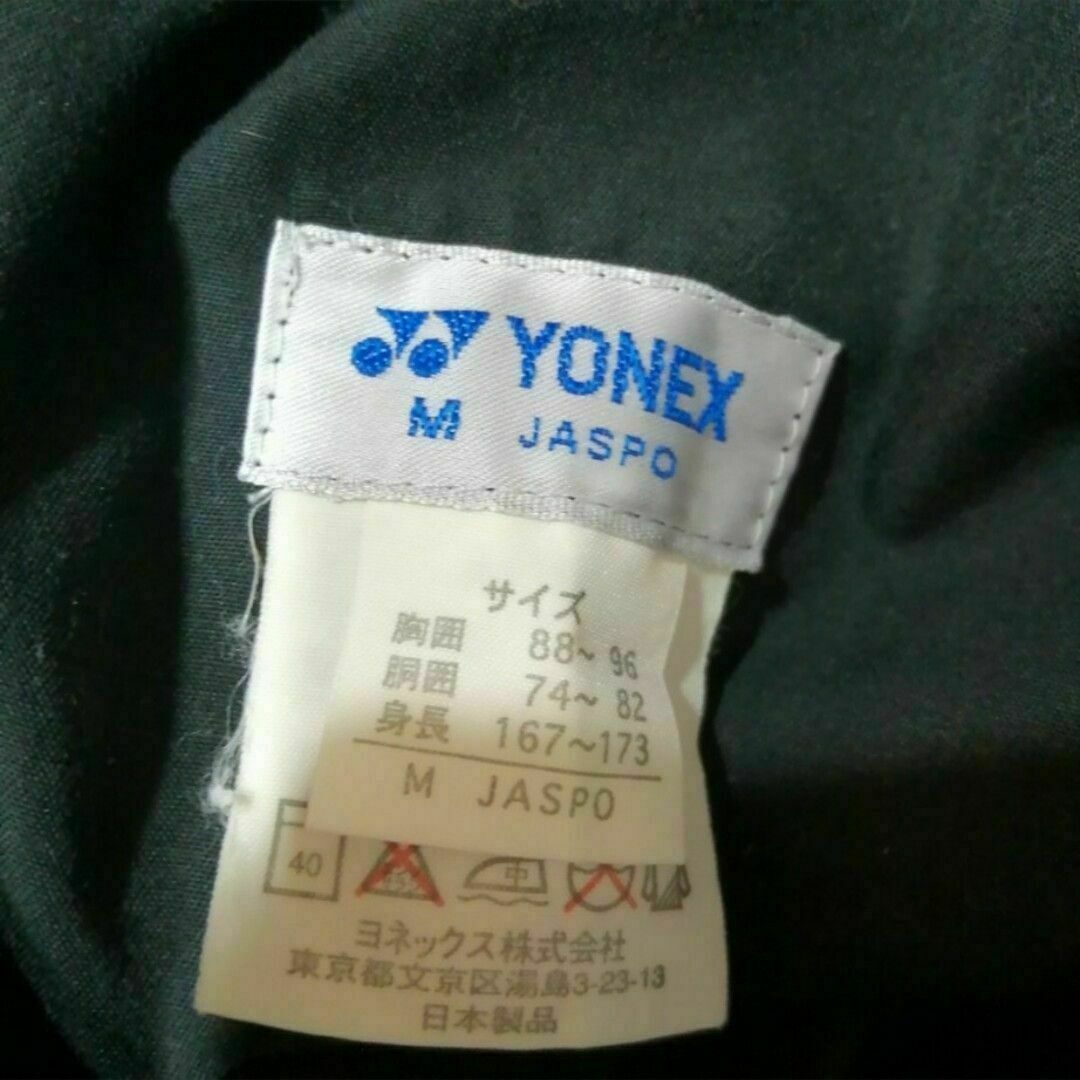 YONEX
M JASPO
サイズ
胸囲 88~96
胴囲 74~82
身長 167~173
M JASPO
40 中
ヨネックス株式会社
東京都文京区湯島3-23-13
日本製品